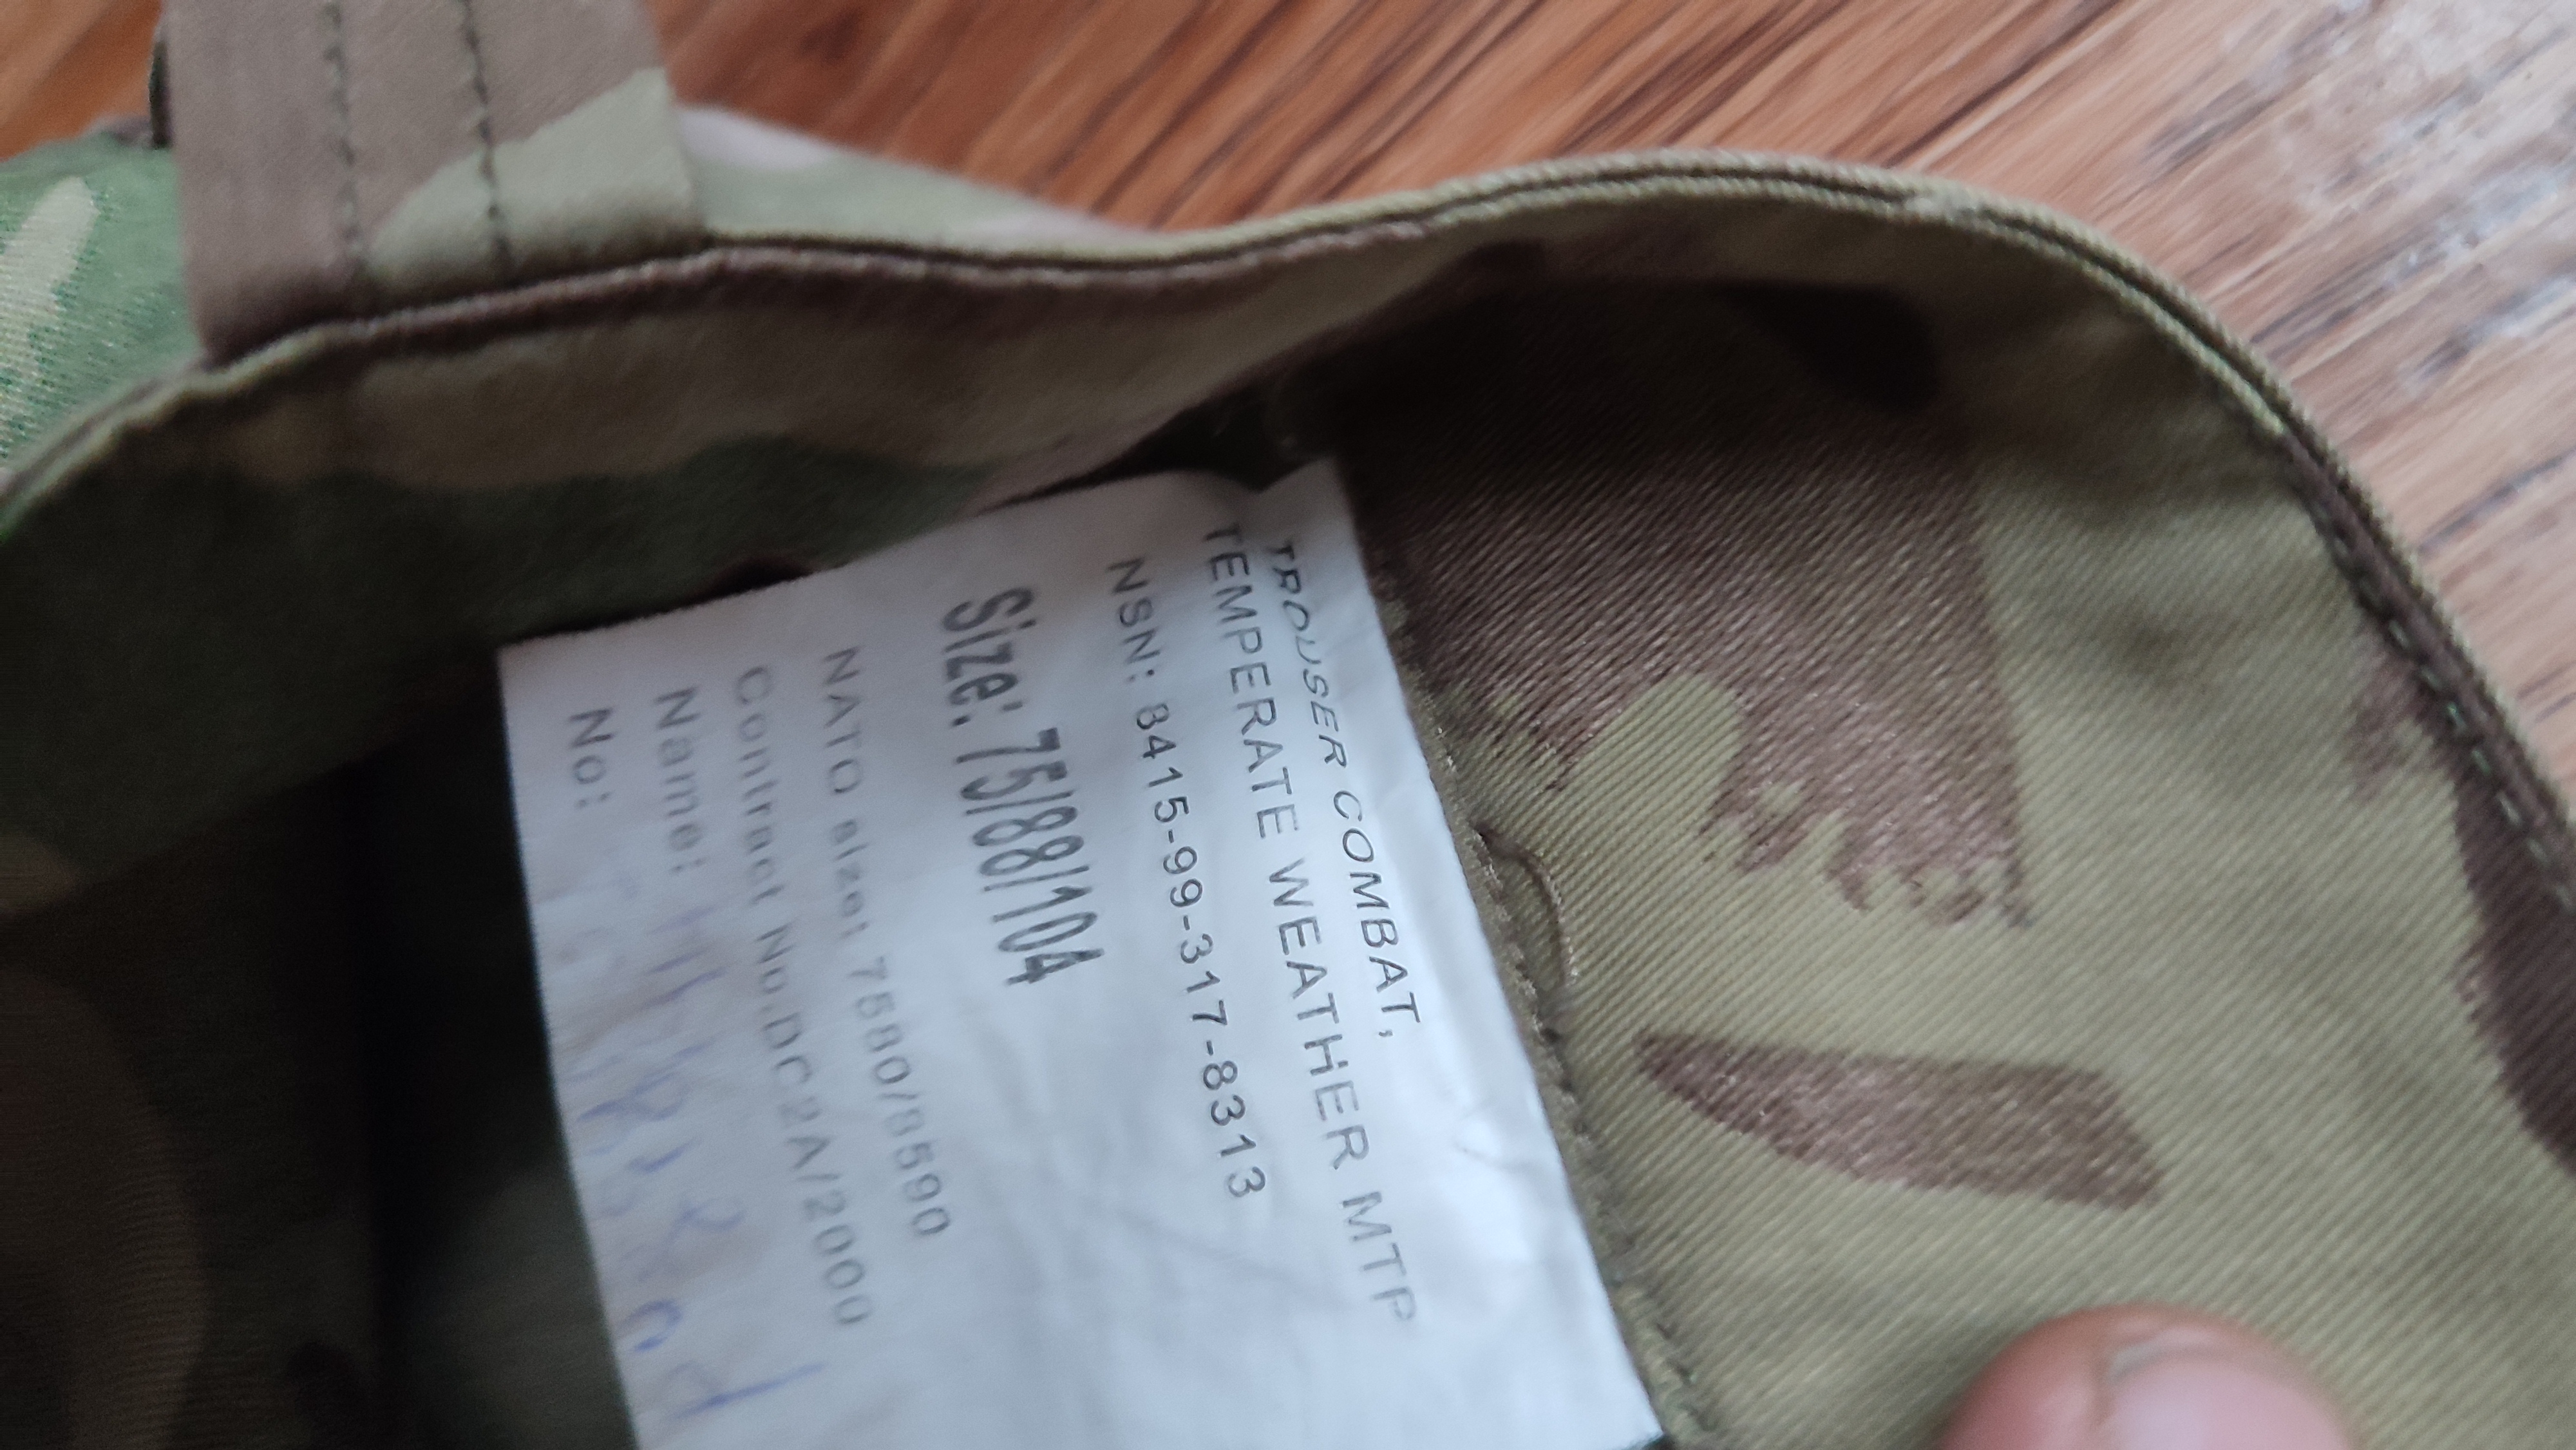 TROUSER COMBAT,
TEMPERATE WEATHER MTP
NSN: 8415-99-317-8313
Size: 75/88/104
NATO size: 7580/8590
Contract No.DC2A/2000
Name:
No: